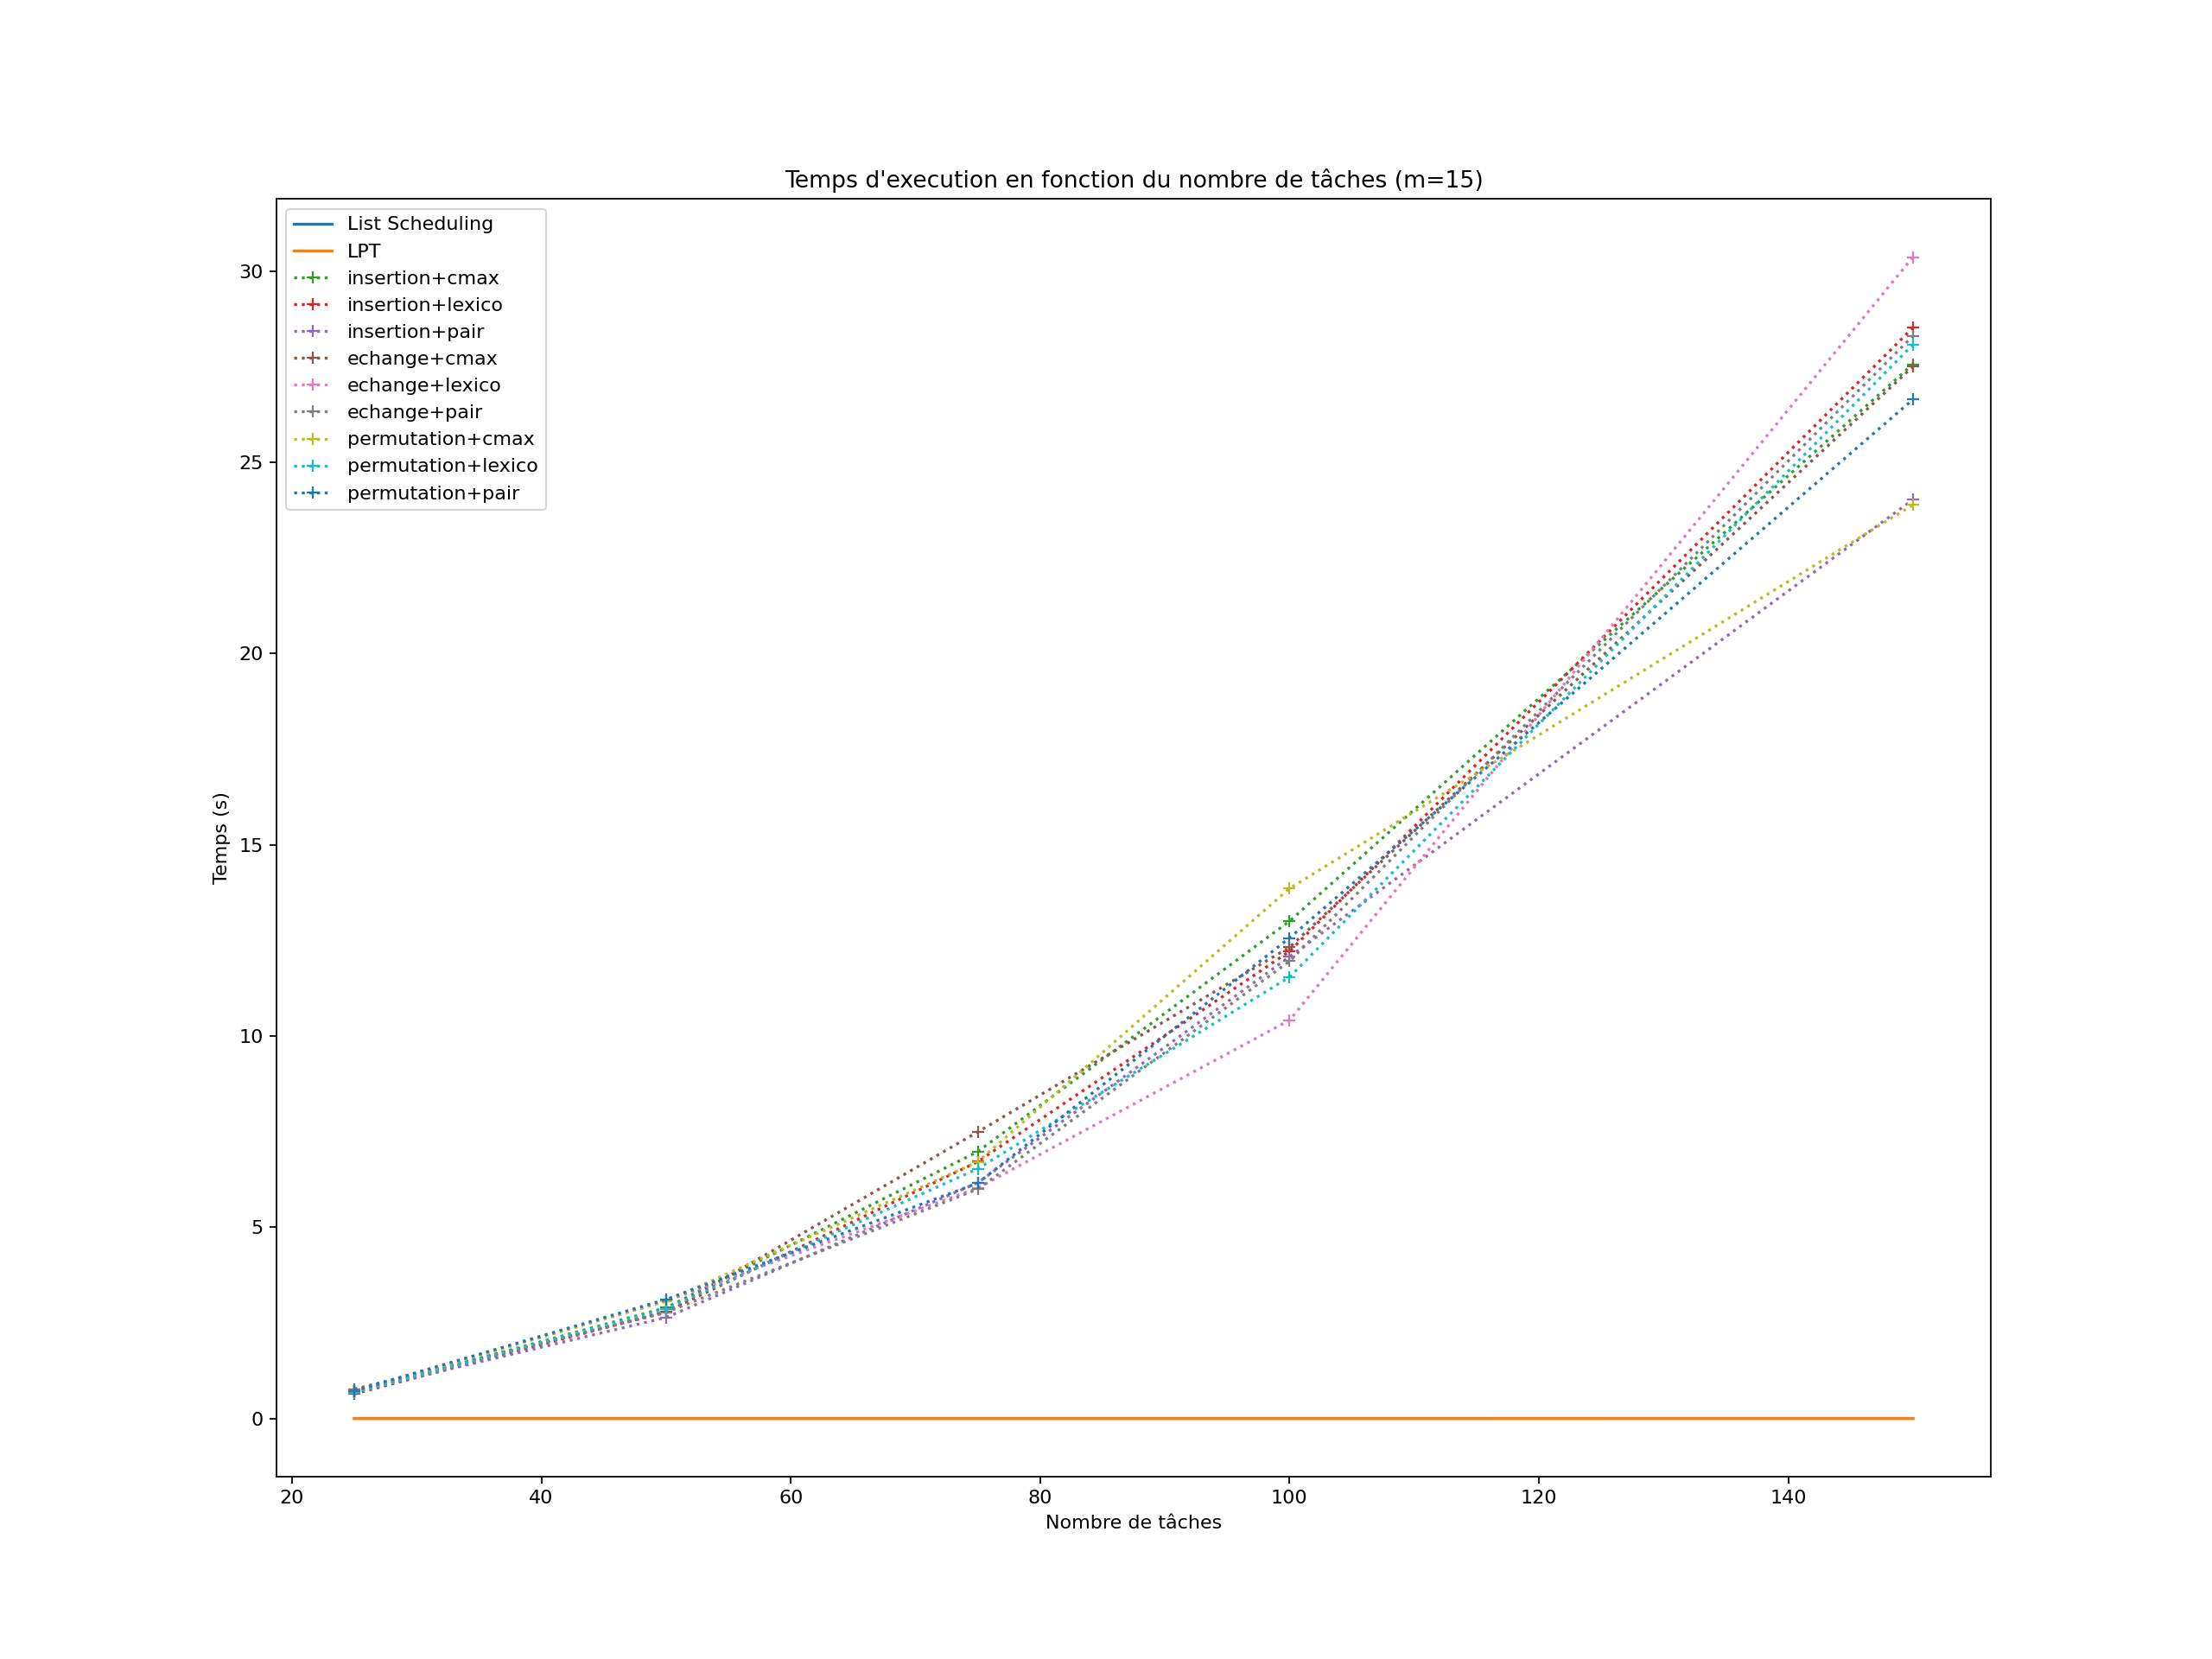 Temps d'execution en fonction du nombre de tâches (m=15)
List Scheduling
LPT
insertion+cmax
insertion+lexico
insertion+pair
echange+cmax
echange+lexico
echange+pair
permutation+cmax
permutation+lexico
permutation+pair
30
25
20
15
10
5
0
Temps (s)
20 40 60 80 100 120 140
Nombre de tâches